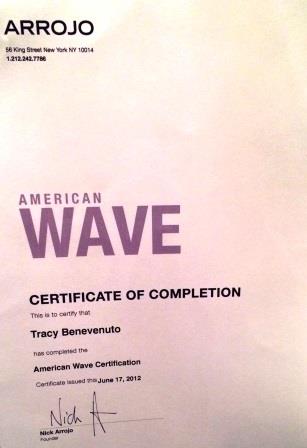 ARROJO
56 King Street New York NY 10014
1.212.242.7786
AMERICAN
WAVE
CERTIFICATE OF COMPLETION
This is to certify that
Tracy Benevenuto
has completed the
American Wave Certification
Certificate issued this June 17, 2012
Nick A
Nick Arrojo
Founder